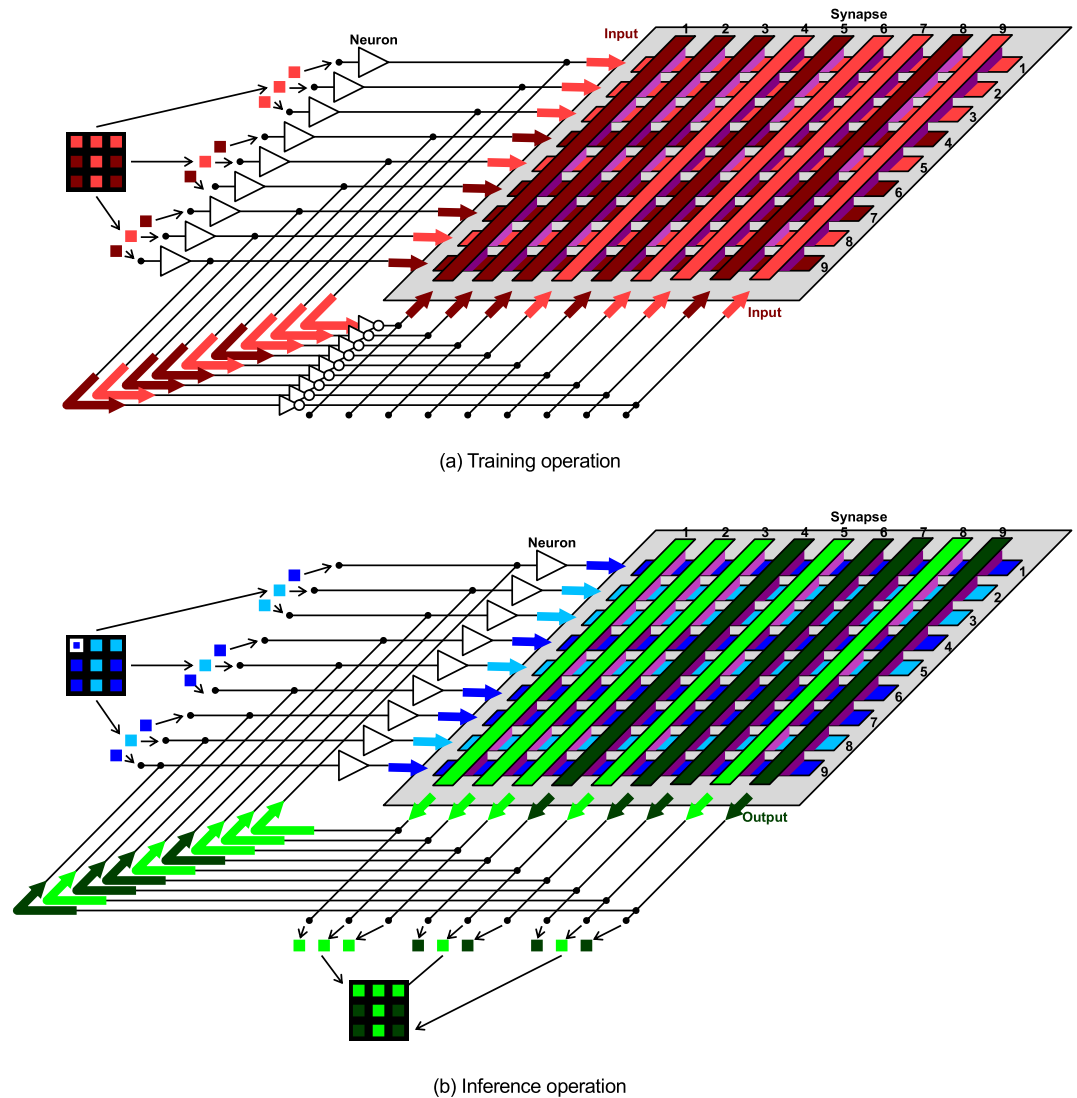 Synapse
Neuron
Input
1 2 3 4 5 6 7 8 9
1
2
3
4
5
6
7
8
9
Input
(a) Training operation
Synapse
Neuron
1 2 3 4 5 6 7 8 9
1
2
3
4
5
6
7
8
9
Output
(b) Inference operation